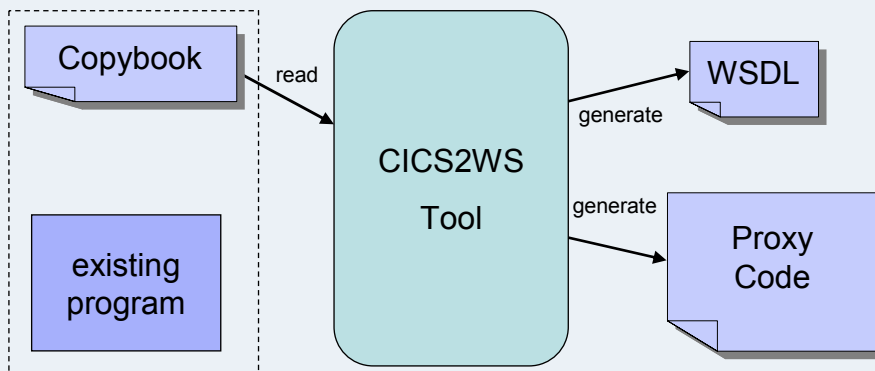 Copybook
read
existing
program
CICS2WS
Tool
generate
WSDL
generate
Proxy
Code